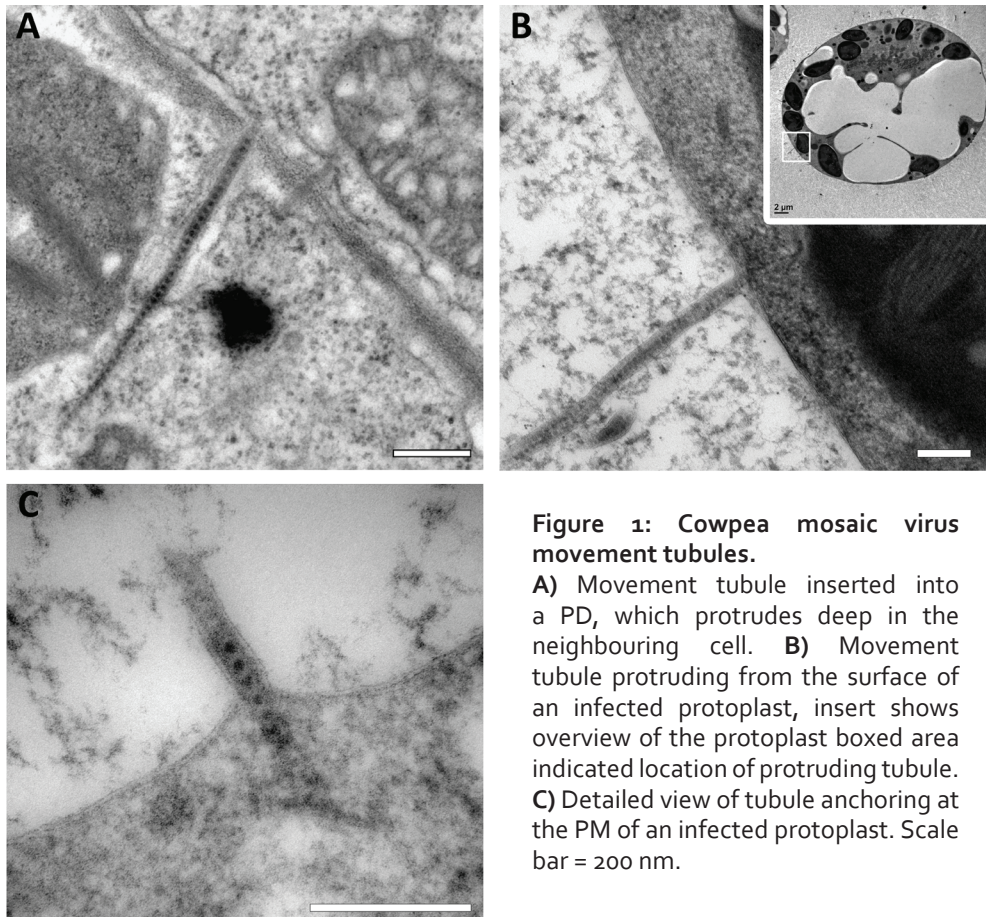 A
B
2 µm
C
Figure 1: Cowpea mosaic virus
movement tubules.
A) Movement tubule inserted into
a PD, which protrudes deep in the
neighbouring cell. B) Movement
tubule protruding from the surface of
an infected protoplast, insert shows
overview of the protoplast boxed area
indicated location of protruding tubule.
C) Detailed view of tubule anchoring at
the PM of an infected protoplast. Scale
bar = 200 nm.